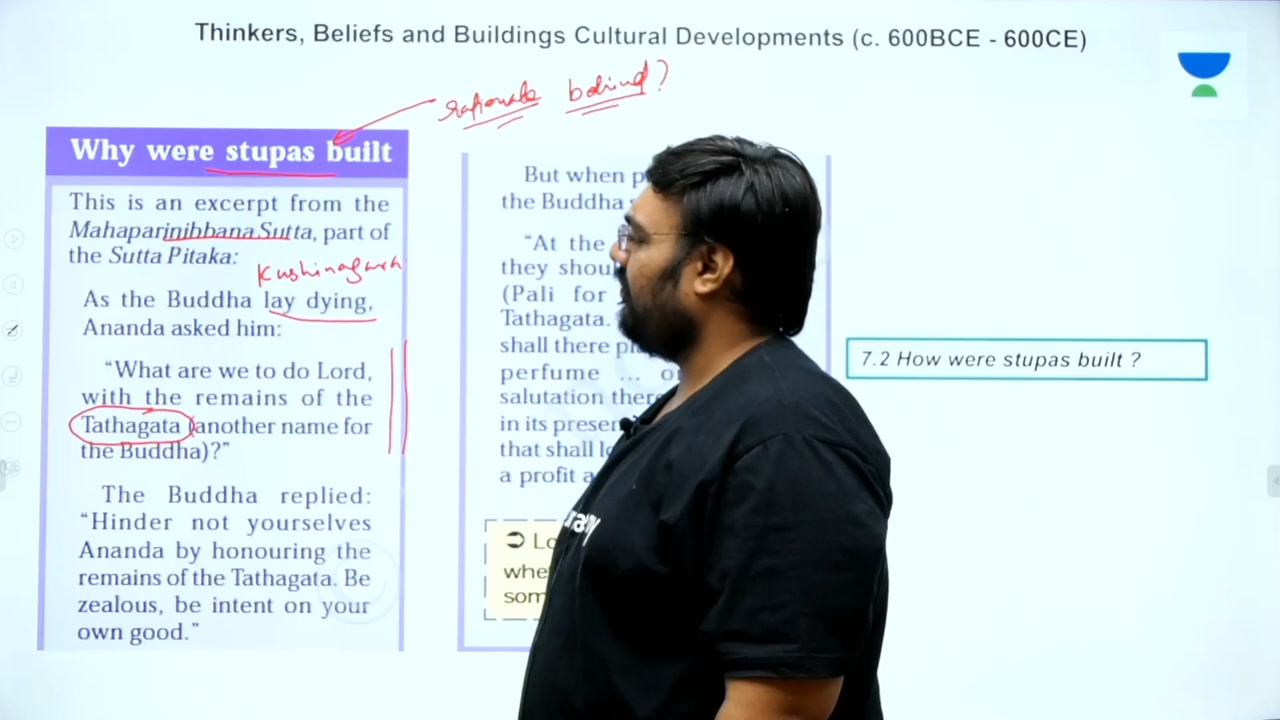 Thinkers, Beliefs and Buildings Cultural Developments (c. 600BCE - 600CE)
rationale behind?
Why were stupas built
This is an excerpt from the
Mahaparinibbana Sutta, part of
the Sutta Pitaka:
Kushinagar
As the Buddha lay dying,
Ananda asked him:
“What are we to do Lord,
with the remains of the
Tathagata (another name for
the Buddha)?”
The Buddha replied:
“Hinder not yourselves
Ananda by honouring the
remains of the Tathagata. Be
zealous, be intent on your
own good.”
But when
the Buddha
“At the
they
(Pali for
Tathagata.
shall there
perfume ...
salutation
in its
that shall
a profit
7.2 How were stupas built ?